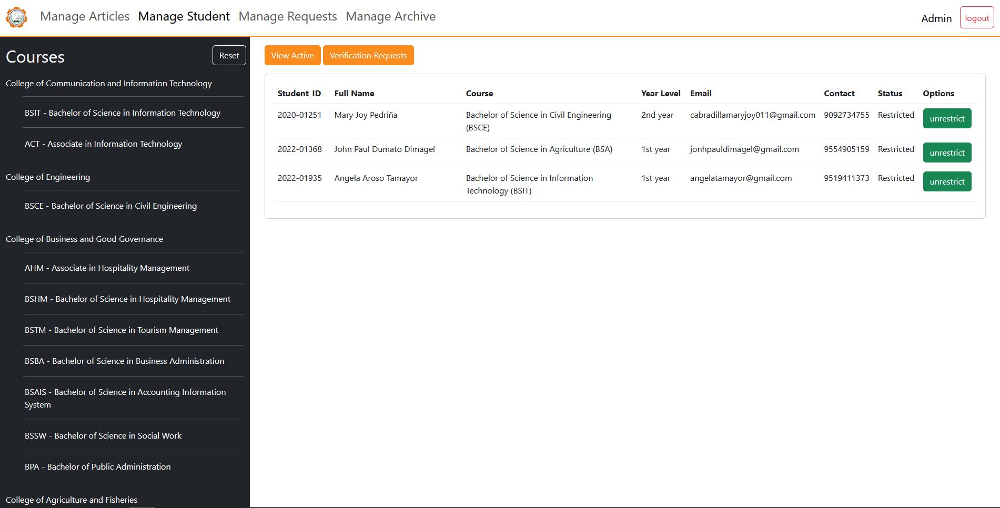 Manage Articles Manage Student Manage Requests Manage Archive Admin logout
Courses Reset
College of Communication and Information Technology
BSIT - Bachelor of Science in Information Technology
ACT - Associate in Information Technology
College of Engineering
BSCE - Bachelor of Science in Civil Engineering
College of Business and Good Governance
AHM - Associate in Hospitality Management
BSHM - Bachelor of Science in Hospitality Management
BSTM - Bachelor of Science in Tourism Management
BSBA - Bachelor of Science in Business Administration
BSAIS - Bachelor of Science in Accounting Information
System
BSSW - Bachelor of Science in Social Work
BPA - Bachelor of Public Administration
College of Agriculture and Fisheries
View Active Verification Requests
Student_ID Full Name Course Year Level Email Contact Status Options
2020-01251 Mary Joy Pedriña Bachelor of Science in Civil Engineering 2nd year cabradillamaryjoy011@gmail.com 9092734755 Restricted unrestrict
(BSCE)
2022-01368 John Paul Dumato Dimagel Bachelor of Science in Agriculture (BSA) 1st year jonhpauldimagel@gmail.com 9554905159 Restricted unrestrict
2022-01935 Angela Aroso Tamayor Bachelor of Science in Information 1st year angelatamayor@gmail.com 9519411373 Restricted unrestrict
Technology (BSIT)